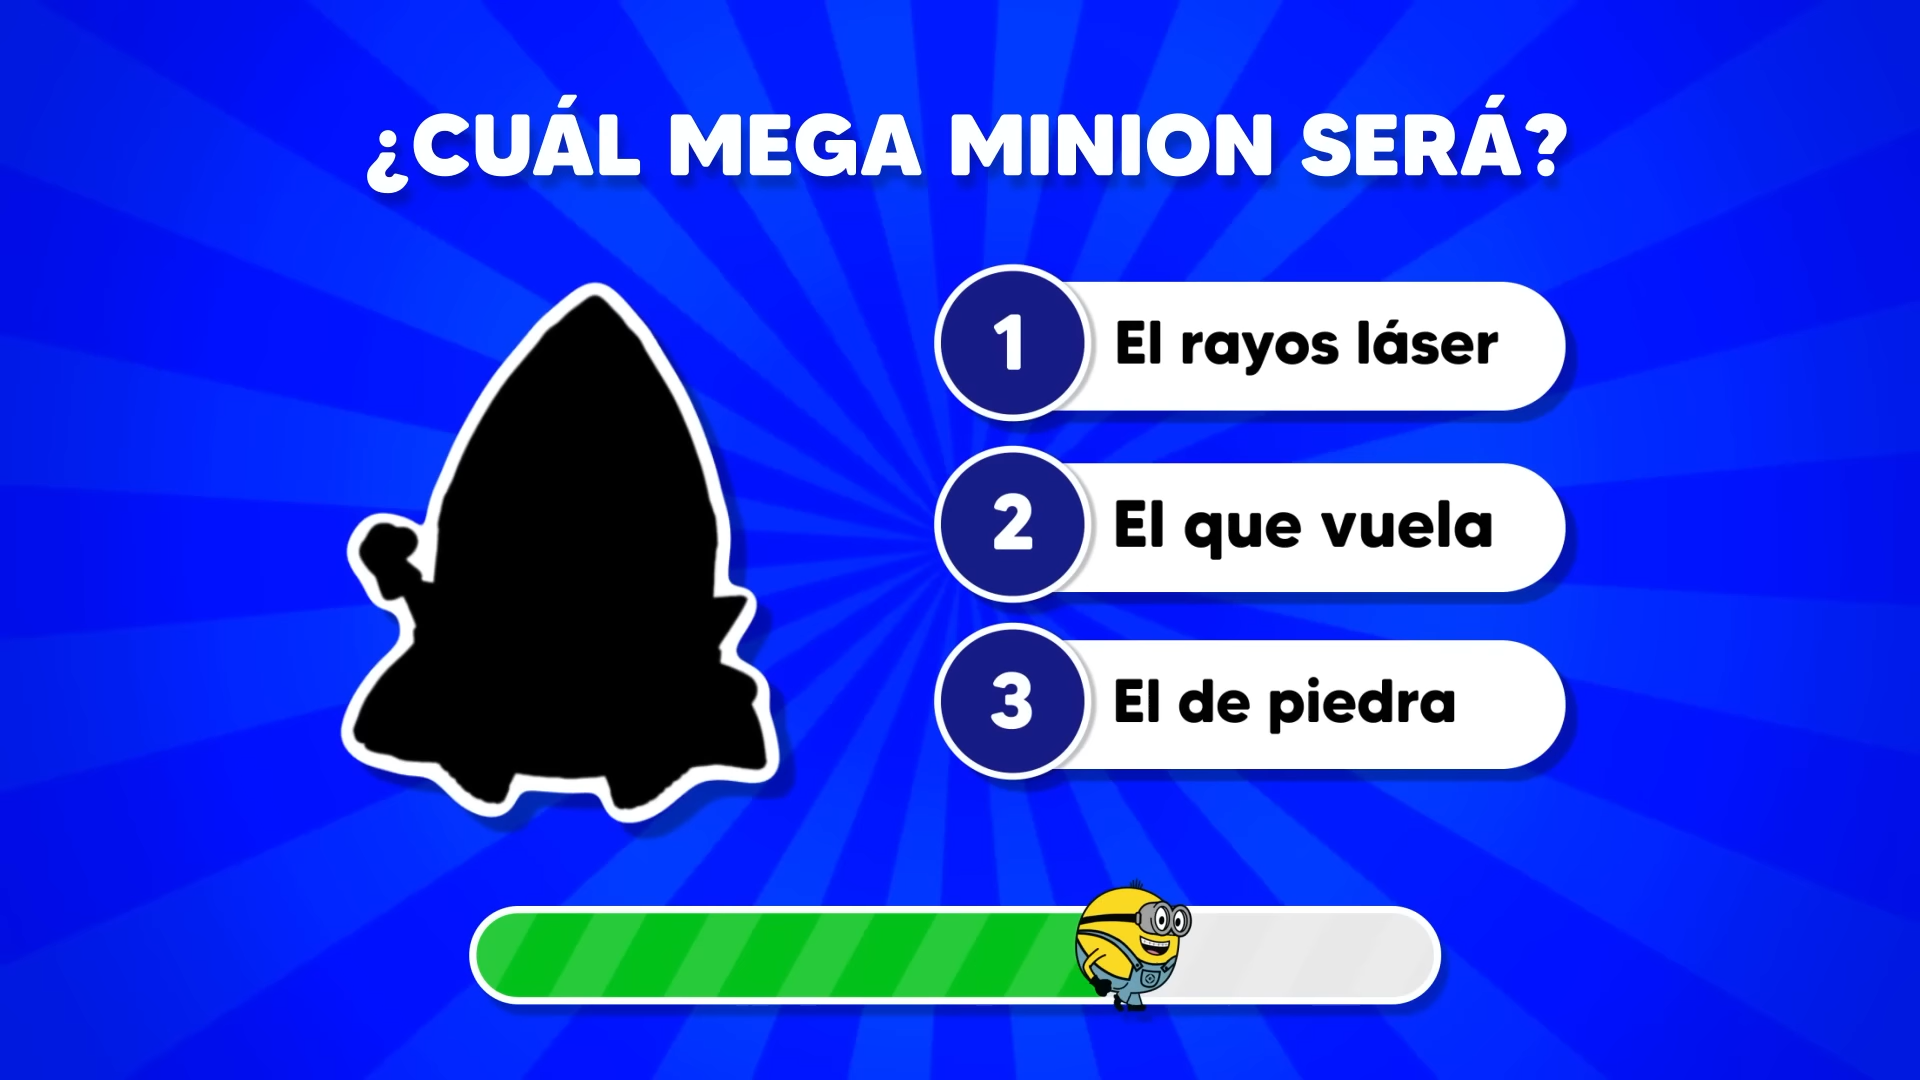 ¿CUÁL MEGA MINION SERÁ?
1 El rayos láser
2 El que vuela
3 El de piedra